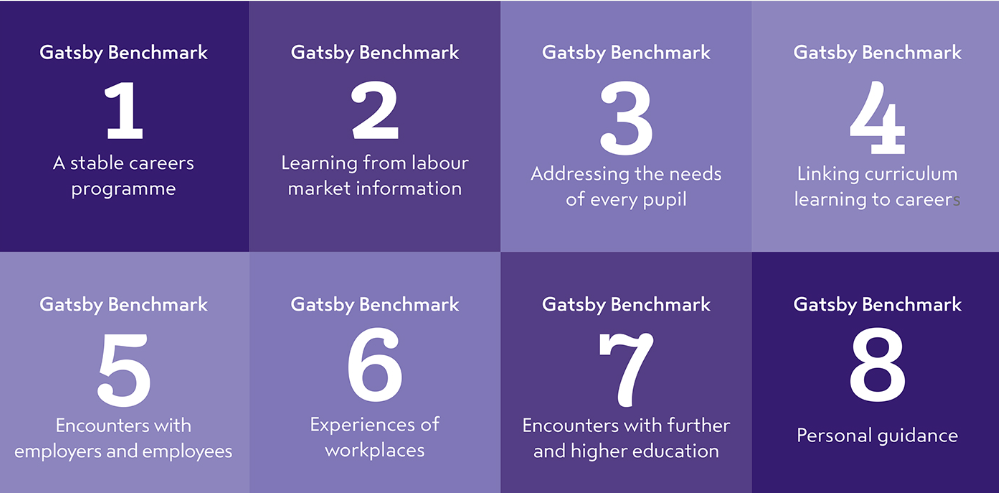 Gatsby Benchmark
1
A stable careers
programme
Gatsby Benchmark
2
Learning from labour
market information
Gatsby Benchmark
3
Addressing the needs
of every pupil
Gatsby Benchmark
4
Linking curriculum
learning to careers
Gatsby Benchmark
5
Encounters with
employers and employees
Gatsby Benchmark
6
Experiences of
workplaces
Gatsby Benchmark
7
Encounters with further
and higher education
Gatsby Benchmark
8
Personal guidance